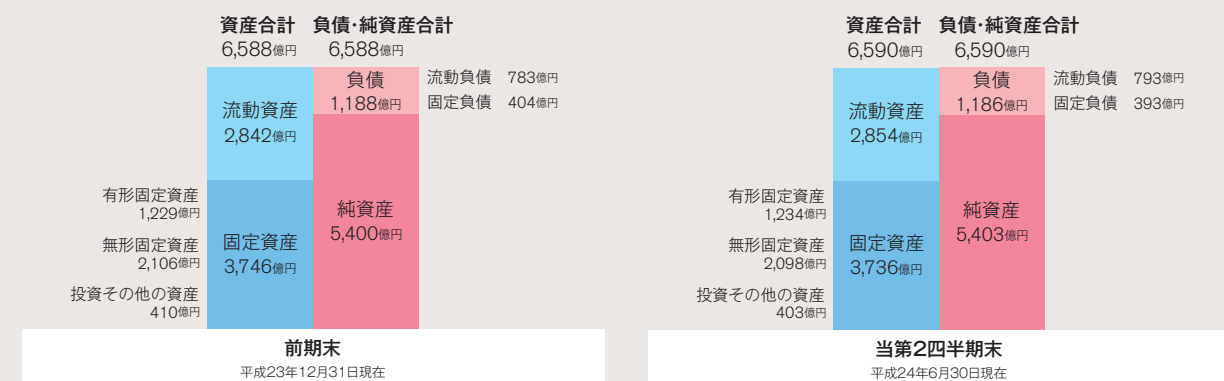 資産合計 負債・純資産合計
6,588億円 6,588億円
流動資産
2,842億円
負債
1,188億円
流動負債 783億円
固定負債 404億円
有形固定資産
1,229億円
無形固定資産
2,106億円
投資その他の資産
410億円
固定資産
3,746億円
純資産
5,400億円
前期末
平成23年12月31日現在
資産合計 負債・純資産合計
6,590億円 6,590億円
流動資産
2,854億円
負債
1,186億円
流動負債 793億円
固定負債 393億円
有形固定資産
1,234億円
無形固定資産
2,098億円
投資その他の資産
403億円
固定資産
3,736億円
純資産
5,403億円
当第2四半期末
平成24年6月30日現在